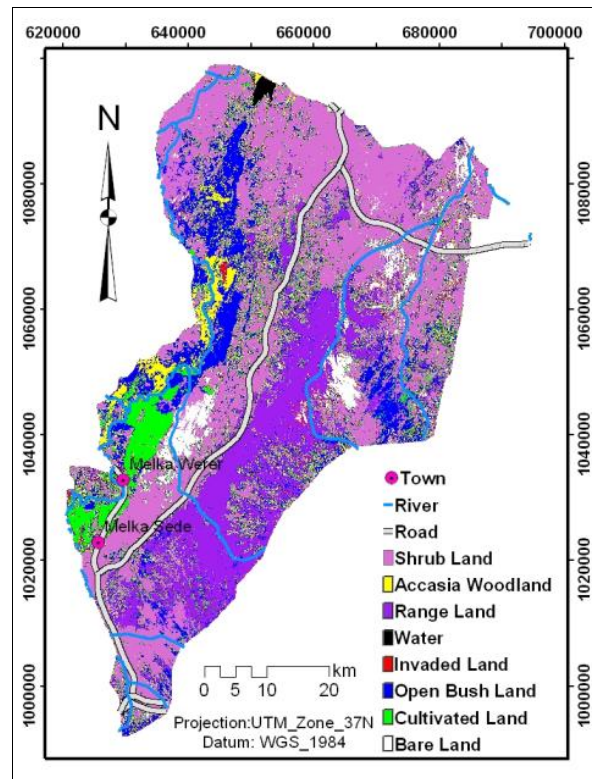 620000 640000 660000 680000 700000
N
1080000 1080000
1060000 1060000
1040000 1040000
Melka Werer
Melka Sede
1020000 1020000
1000000 1000000
Town
River
Road
Shrub Land
Accasia Woodland
Range Land
Water
Invaded Land
Open Bush Land
Cultivated Land
Bare Land
km
0 5 10 20
Projection:UTM_Zone_37N
Datum: WGS_1984